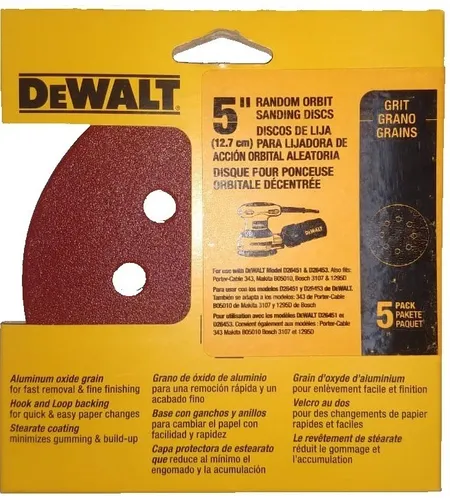 DEWALT
5" RANDOM ORBIT
SANDING DISCS
(12.7 cm) DISCOS DE LIJA
PARA LIJADORA DE
ACCIÓN ORBITAL ALEATORIA
DISQUE POUR PONCEUSE
ORBITALE DÉCENTRÉE
GRIT
GRANO
GRAINS
DEWALT
For use with DeWALT Model D26451 & D26453. Also fits:
Porter-Cable 343, Makita BO5010, Bosch 3107 & 1295D
Para usar con los modelos D26451 y D26453 de DeWALT.
También se adapta a los modelos: 343 de Porter-Cable
BO5010 de Makita 3107 y 1295D de Bosch
Pour utilisation avec les modèles DeWALT D26451 et
D26453. Convient également aux modèles : Porter-Cable
343 Makita BO5010 Bosch 3107 et 1295D
5 PACK
PAKETE
PAQUET
Aluminum oxide grain
for fast removal & fine finishing
Hook and Loop backing
for quick & easy paper changes
Stearate coating
minimizes gumming & build-up
Grano de óxido de aluminio
para una remoción rápida y un
acabado fino
Base con ganchos y anillos
para cambiar el papel con
facilidad y rapidez
Capa protectora de estearato
que reduce al mínimo el
engomado y la acumulación
Grain d'oxyde d'aluminium
pour enlèvement facile et finition
Velcro au dos
pour des changements de papier
rapides et faciles
Le revêtement de stéarate
réduit le gommage et
l'accumulation